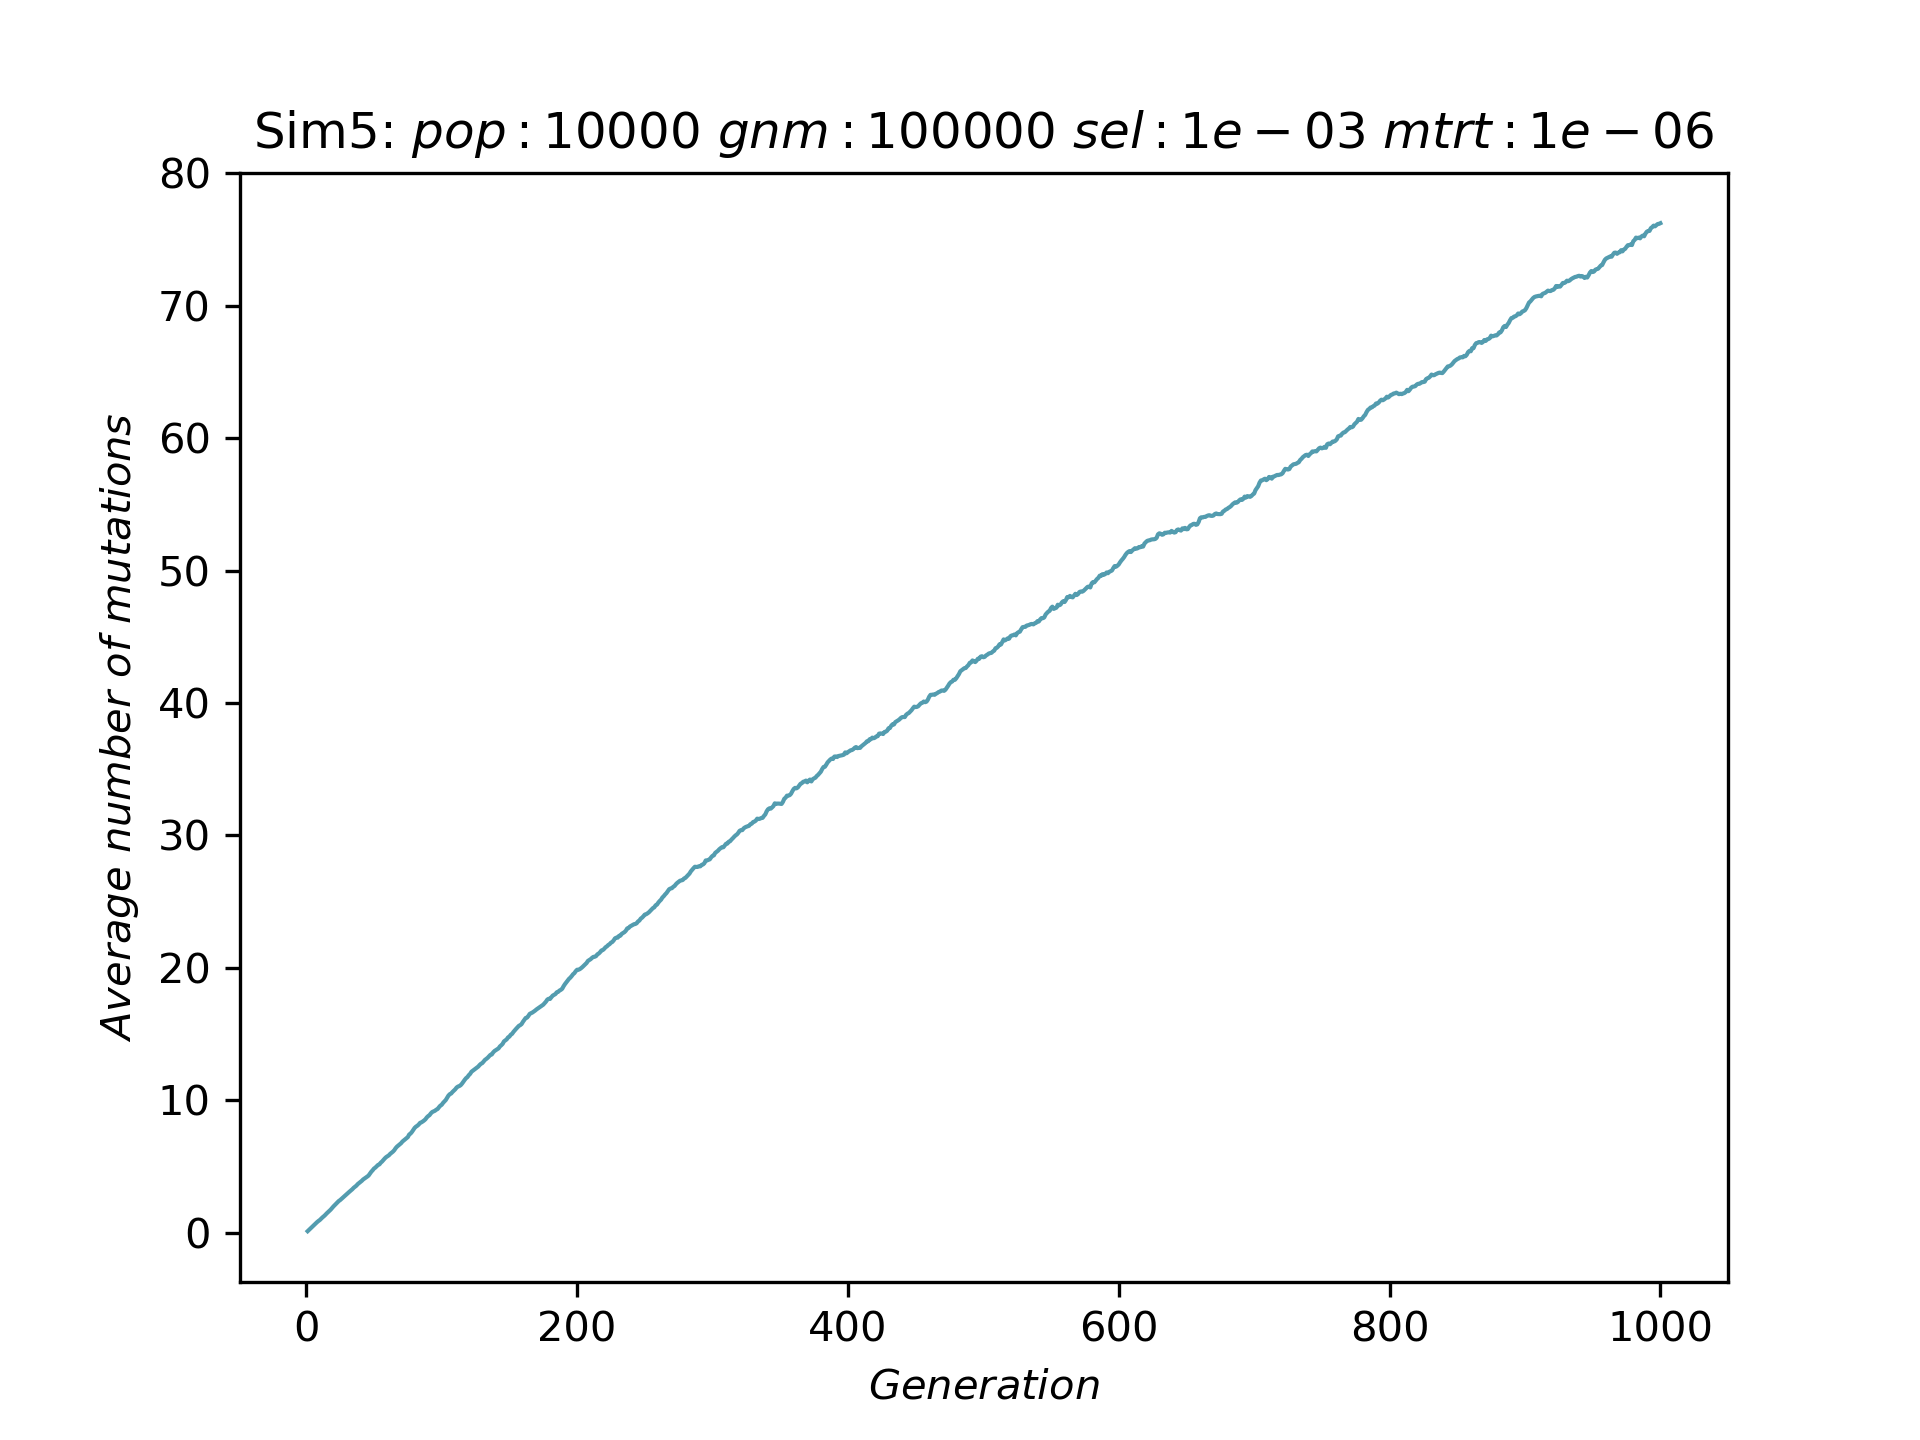 Sim5: pop : 10000 gnm : 100000 sel : 1e − 03 mtrt : 1e − 06
80
70
60
50
40
30
20
10
0
Average number of mutations
0 200 400 600 800 1000
Generation